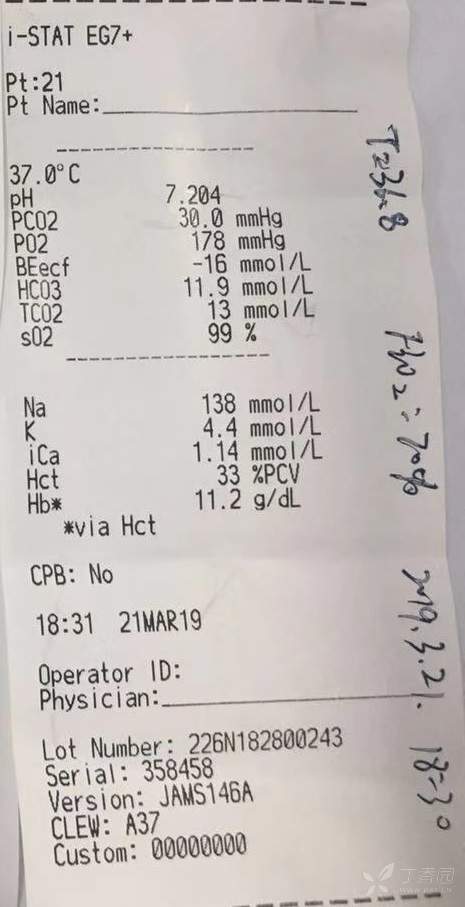 i-STAT EG7+
Pt:21
Pt Name:
37.0°C
pH 7.204
PCO2 30.0 mmHg
PO2 178 mmHg
BEecf -16 mmol/L
HCO3 11.9 mmol/L
TCO2 13 mmol/L
sO2 99 %
Na 138 mmol/L
K 4.4 mmol/L
iCa 1.14 mmol/L
Hct 33 %PCV
Hb* 11.2 g/dL
*via Hct
CPB: No
18:31 21MAR19
Operator ID:
Physician:
Lot Number: 226N182800243
Serial: 358458
Version: JAMS146A
CLEW: A37
Custom: 00000000
T=36.8
FiO2: 70%
2019.3.21. 18-30
丁香园